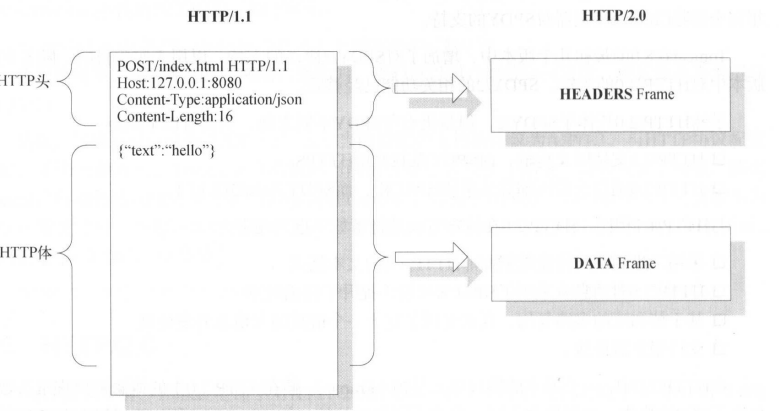 HTTP/1.1
HTTP/2.0
HTTP头
POST/index.html HTTP/1.1
Host:127.0.0.1:8080
Content-Type:application/json
Content-Length:16
{“text”:“hello”}
HEADERS Frame
HTTP体
DATA Frame